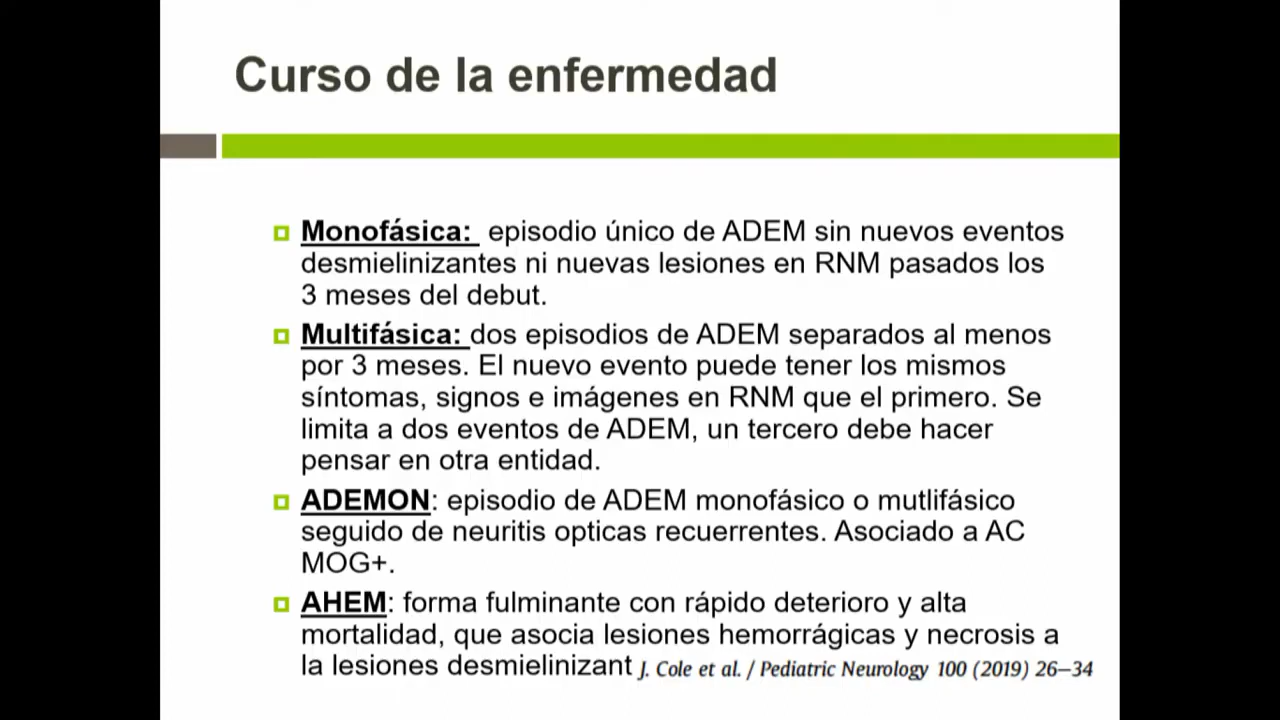 Curso de la enfermedad
Monofásica: episodio único de ADEM sin nuevos eventos
desmielinizantes ni nuevas lesiones en RNM pasados los
3 meses del debut.
Multifásica: dos episodios de ADEM separados al menos
por 3 meses. El nuevo evento puede tener los mismos
síntomas, signos e imágenes en RNM que el primero. Se
limita a dos eventos de ADEM, un tercero debe hacer
pensar en otra entidad.
ADEMON: episodio de ADEM monofásico o mutlifásico
seguido de neuritis opticas recuerrentes. Asociado a AC
MOG+.
AHEM: forma fulminante con rápido deterioro y alta
mortalidad, que asocia lesiones hemorrágicas y necrosis a
la lesiones desmielinizant J. Cole et al. / Pediatric Neurology 100 (2019) 26–34